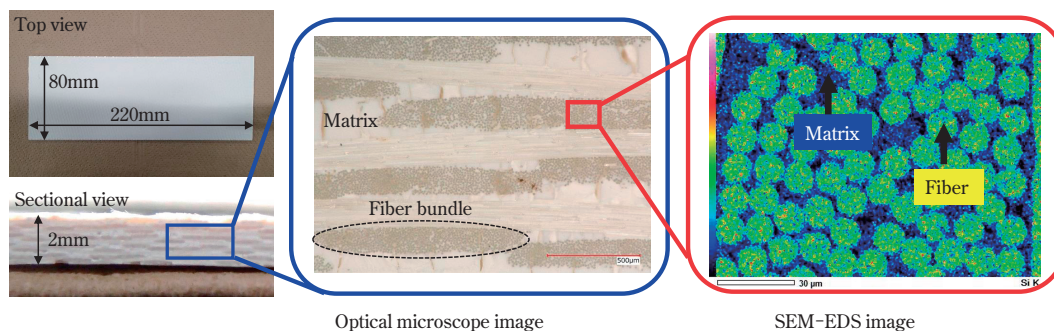 Top view
80mm
220mm
Sectional view
2mm
Matrix
Fiber bundle
500μm
Optical microscope image
Matrix
Fiber
30 μm
Si K
SEM-EDS image